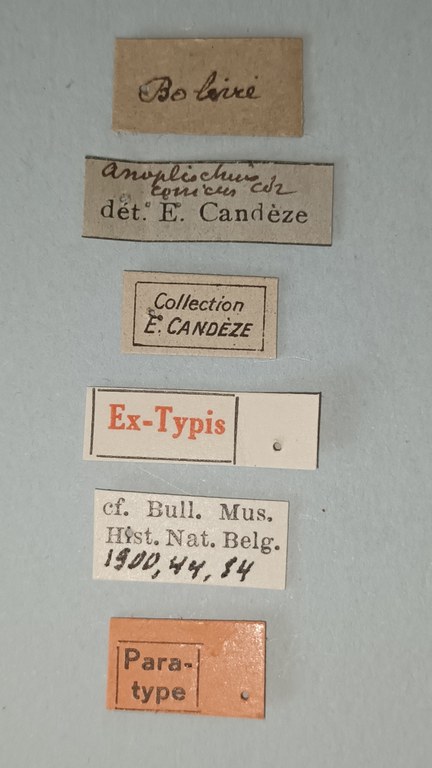 Bolivie
Anoplischius
conicus Cdz
dét. E. Candèze
Collection
E. CANDÈZE
Ex-Typis
cf. Bull. Mus.
Hist. Nat. Belg.
1900, 44, 84
Para-
type